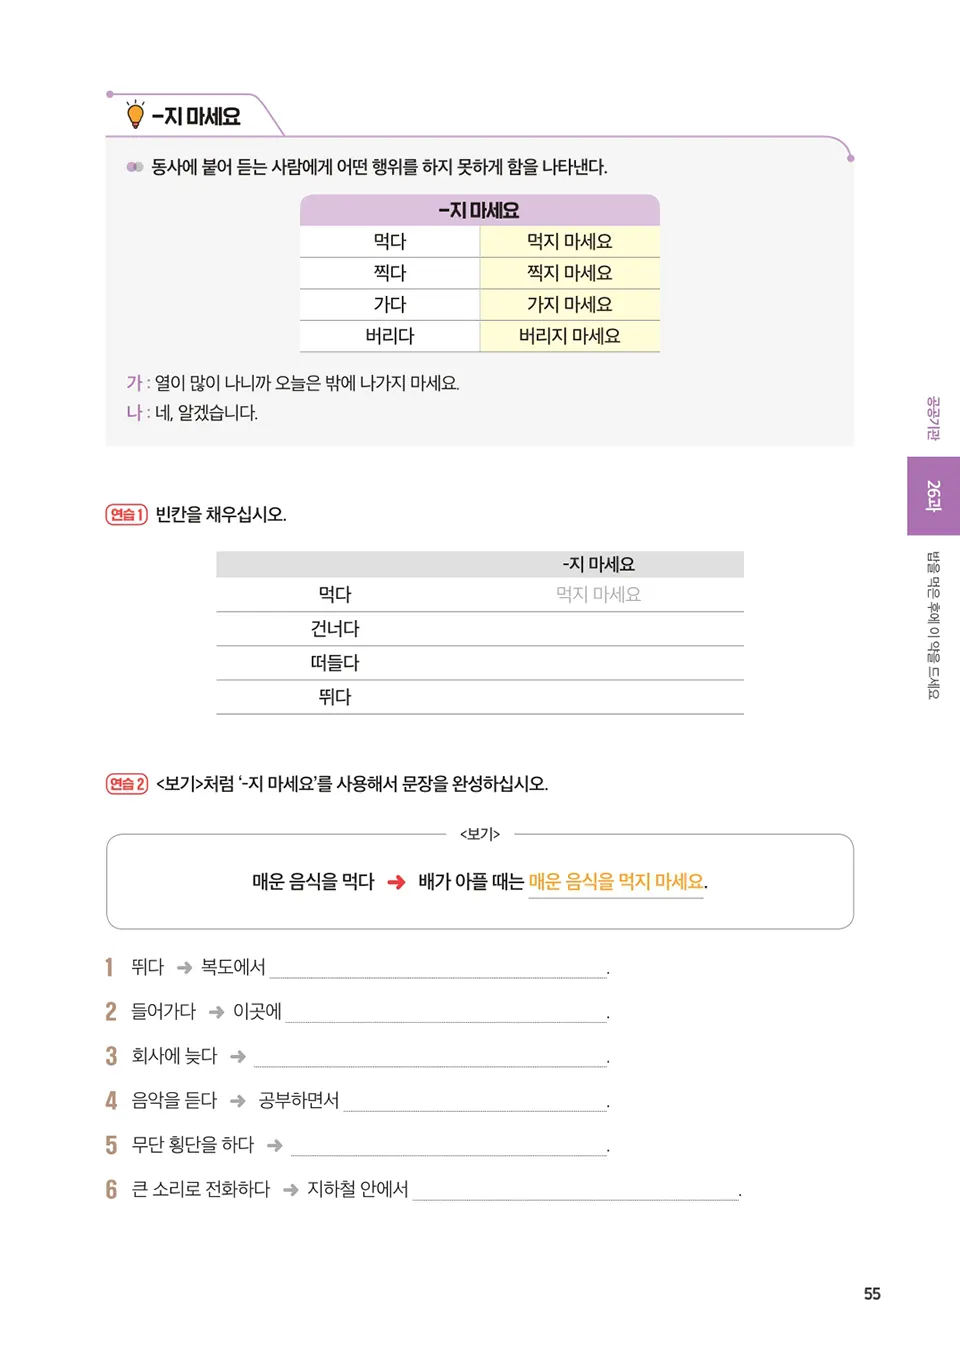 -지 마세요
동사에 붙어 듣는 사람에게 어떤 행위를 하지 못하게 함을 나타낸다.
-지 마세요
먹다 먹지 마세요
찍다 찍지 마세요
가다 가지 마세요
버리다 버리지 마세요
가 : 열이 많이 나니까 오늘은 밖에 나가지 마세요.
나 : 네, 알겠습니다.
연습 1 빈칸을 채우십시오.
-지 마세요
먹다 먹지 마세요
건너다
떠들다
뛰다
연습 2 <보기>처럼 ‘-지 마세요’를 사용해서 문장을 완성하십시오.
<보기>
매운 음식을 먹다 ➜ 배가 아플 때는 매운 음식을 먹지 마세요.
1 뛰다 ➜ 복도에서 .
2 들어가다 ➜ 이곳에 .
3 회사에 늦다 ➜ .
4 음악을 듣다 ➜ 공부하면서 .
5 무단 횡단을 하다 ➜ .
6 큰 소리로 전화하다 ➜ 지하철 안에서 .
공공기관
26과
밥을 먹은 후에 이 약을 드세요
55